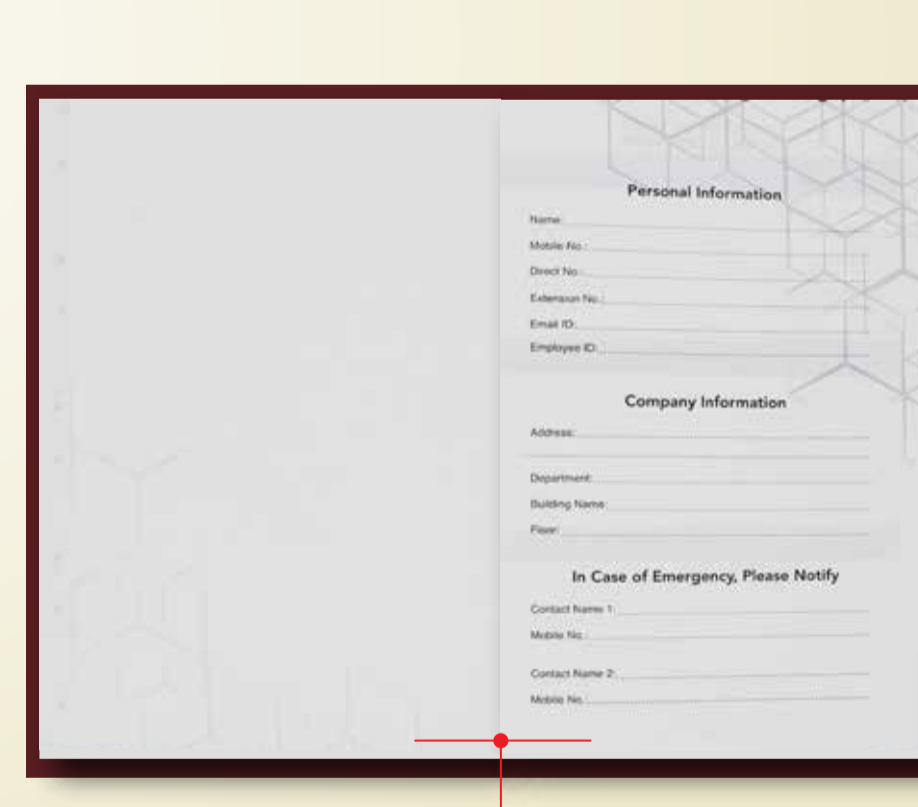 Personal Information
Name:
Mobile No.:
Direct No.:
Extension No.:
Email ID:
Employee ID:
Company Information
Address:
Department:
Building Name:
Floor:
In Case of Emergency, Please Notify
Contact Name 1:
Mobile No.:
Contact Name 2:
Mobile No.: